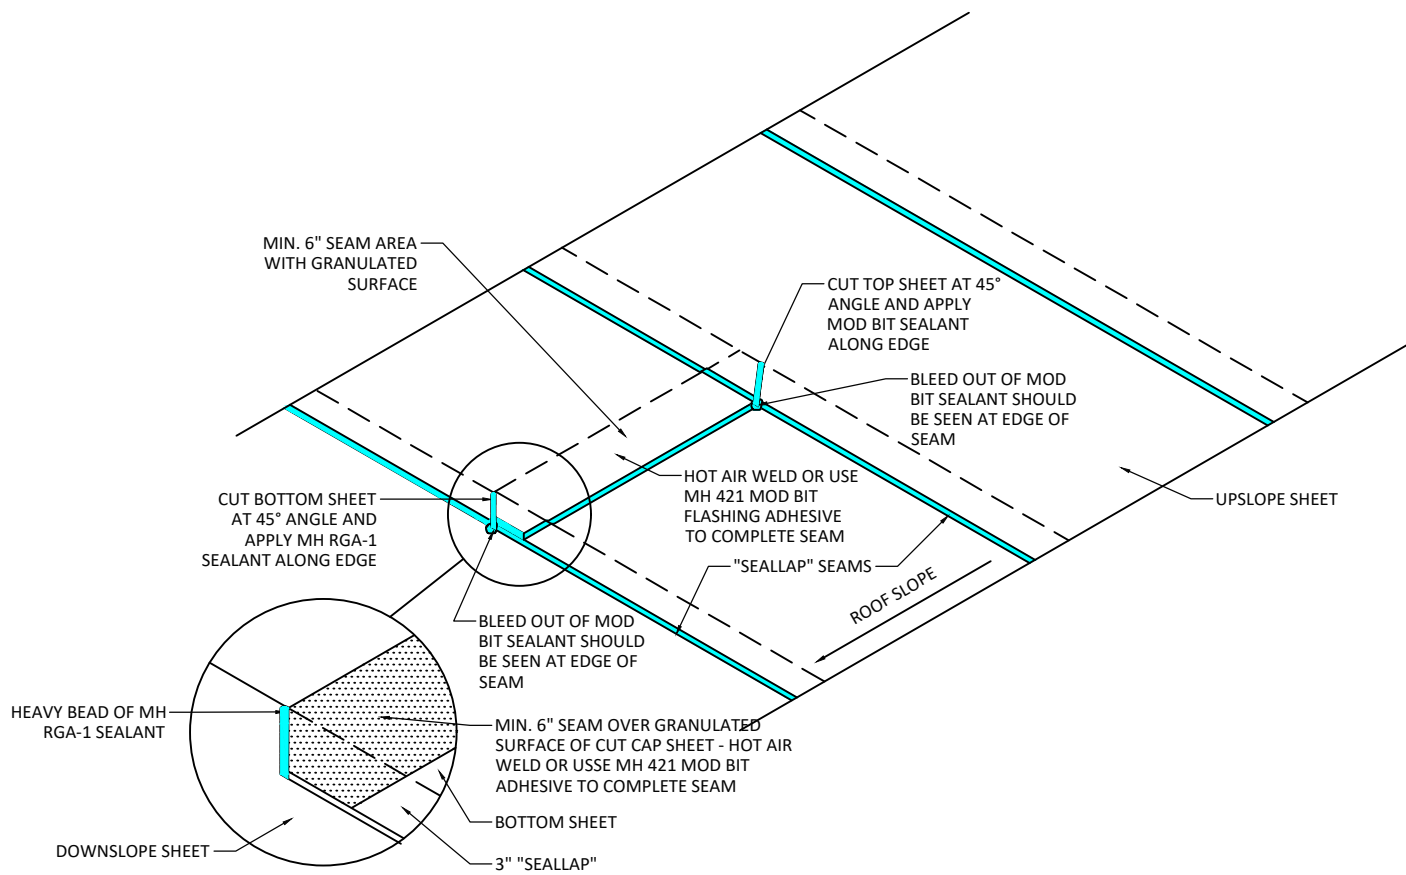 MIN. 6" SEAM AREA
WITH GRANULATED
SURFACE
CUT TOP SHEET AT 45°
ANGLE AND APPLY
MOD BIT SEALANT
ALONG EDGE
BLEED OUT OF MOD
BIT SEALANT SHOULD
BE SEEN AT EDGE OF
SEAM
HOT AIR WELD OR USE
MH 421 MOD BIT
FLASHING ADHESIVE
TO COMPLETE SEAM
UPSLOPE SHEET
CUT BOTTOM SHEET
AT 45° ANGLE AND
APPLY MH RGA-1
SEALANT ALONG EDGE
"SEALLAP" SEAMS
ROOF SLOPE
BLEED OUT OF MOD
BIT SEALANT SHOULD
BE SEEN AT EDGE OF
SEAM
HEAVY BEAD OF MH
RGA-1 SEALANT
MIN. 6" SEAM OVER GRANULATED
SURFACE OF CUT CAP SHEET - HOT AIR
WELD OR USSE MH 421 MOD BIT
ADHESIVE TO COMPLETE SEAM
BOTTOM SHEET
DOWNSLOPE SHEET
3" "SEALLAP"